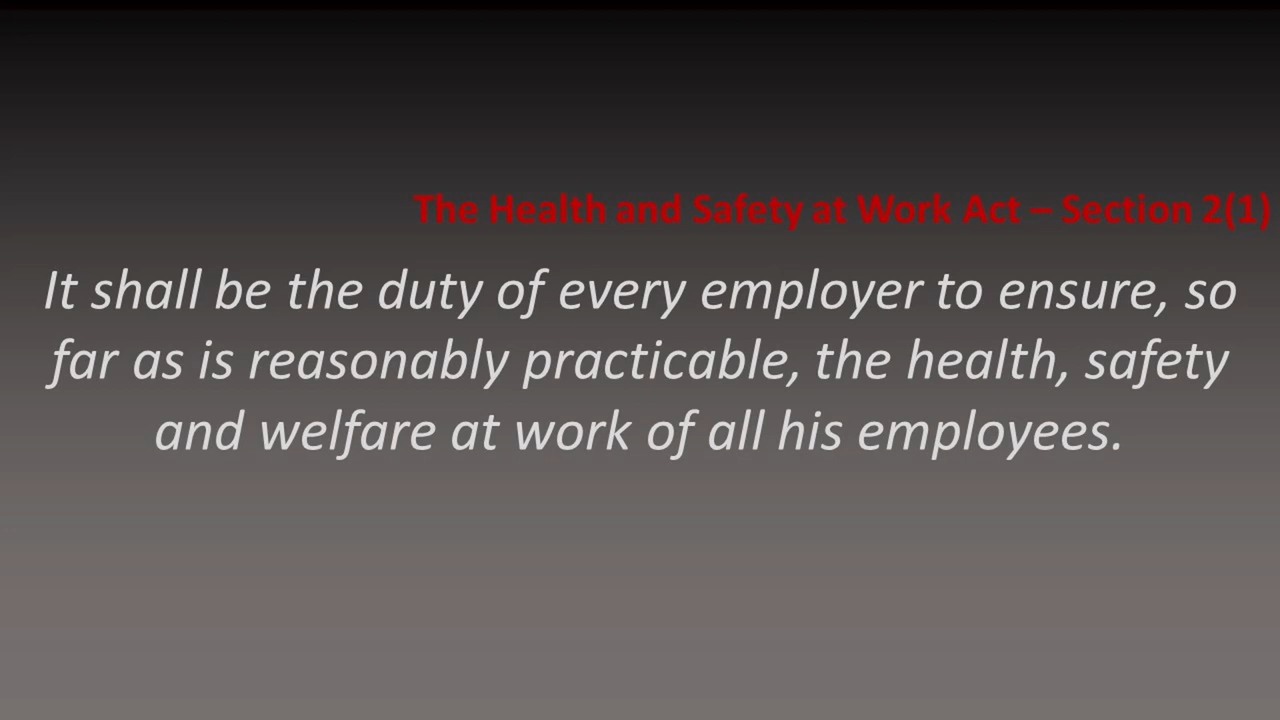 The Health and Safety at Work Act – Section 2(1)
It shall be the duty of every employer to ensure, so
far as is reasonably practicable, the health, safety
and welfare at work of all his employees.